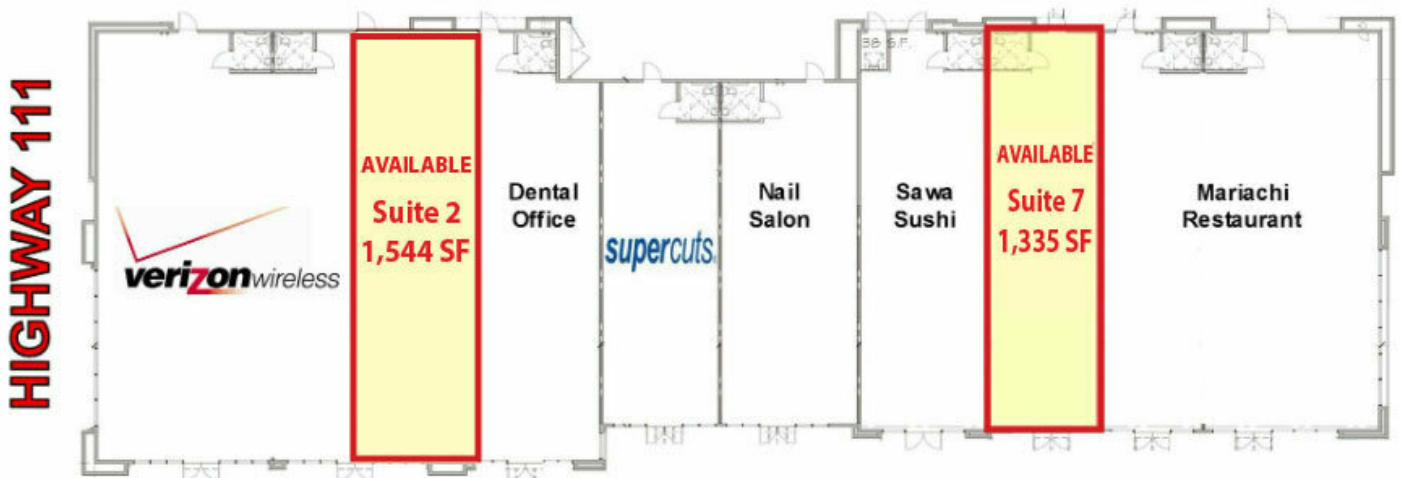 HIGHWAY 111
verizonwireless
AVAILABLE
Suite 2
1,544 SF
Dental
Office
supercuts
Nail
Salon
38 S.F.
Sawa
Sushi
AVAILABLE
Suite 7
1,335 SF
Mariachi
Restaurant